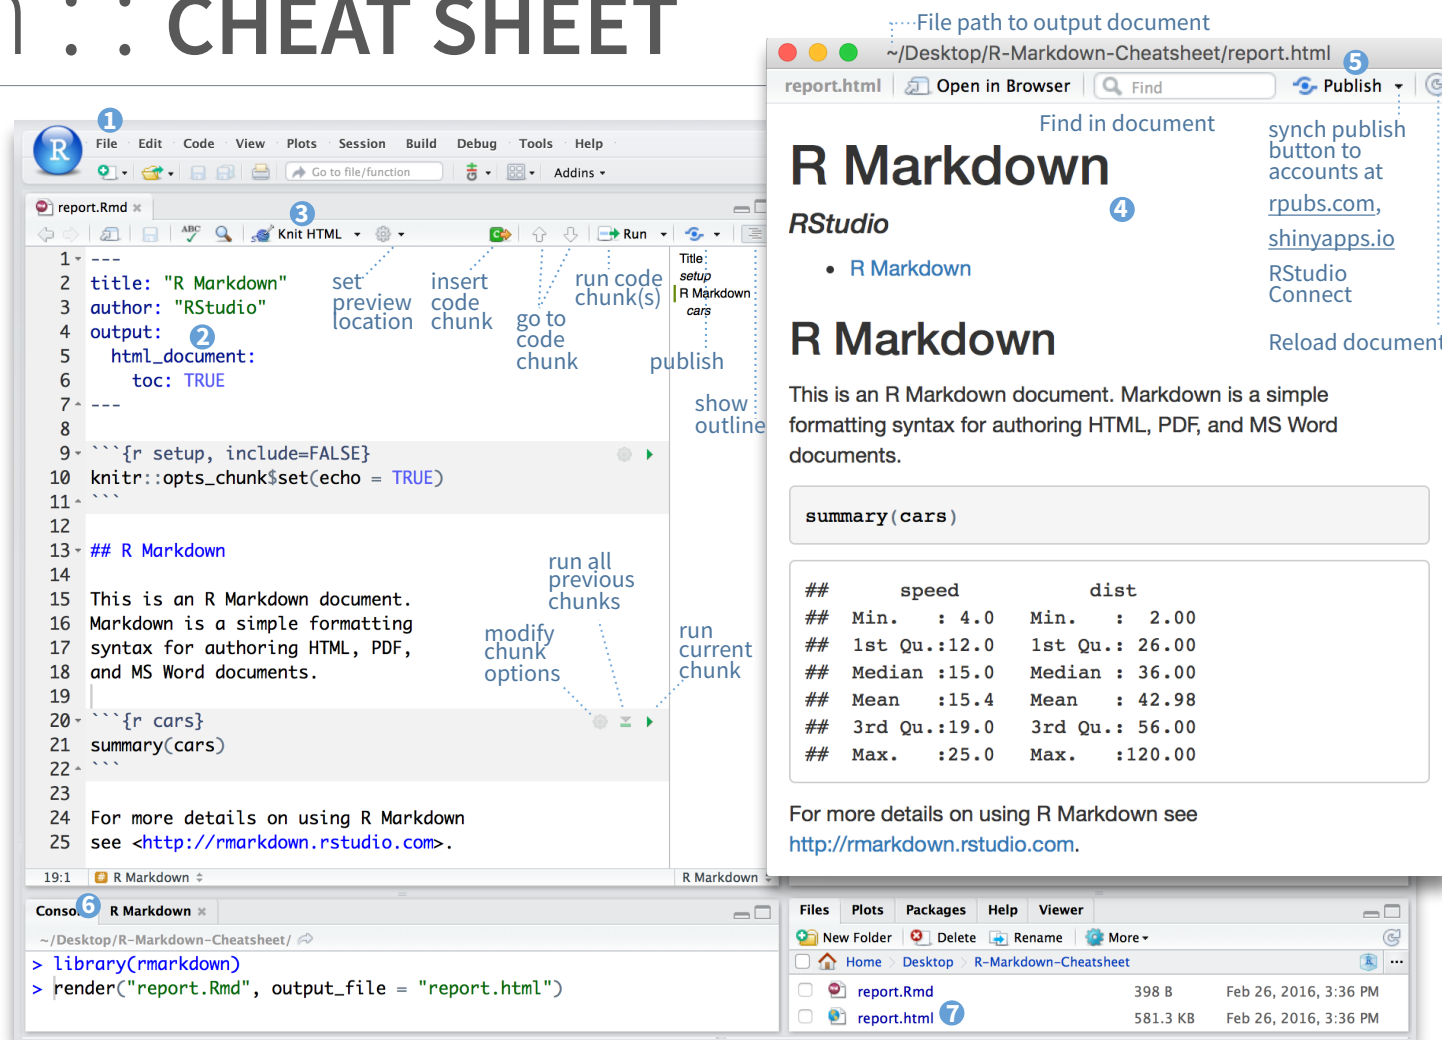 : : CHEAT SHEET
File path to output document
~/Desktop/R-Markdown-Cheatsheet/report.html
5
report.html Open in Browser Find Publish
Find in document
synch publish
button to
accounts at
rpubs.com,
shinyapps.io
RStudio
Connect
Reload document
R Markdown
4
RStudio
R Markdown
R Markdown
This is an R Markdown document. Markdown is a simple
formatting syntax for authoring HTML, PDF, and MS Word
documents.
summary(cars)
## speed dist
## Min. : 4.0 Min. : 2.00
## 1st Qu.:12.0 1st Qu.: 26.00
## Median :15.0 Median : 36.00
## Mean :15.4 Mean : 42.98
## 3rd Qu.:19.0 3rd Qu.: 56.00
## Max. :25.0 Max. :120.00
For more details on using R Markdown see
http://rmarkdown.rstudio.com.
1
R File Edit Code View Plots Session Build Debug Tools Help
Go to file/function Addins
report.Rmd
3
ABC Knit HTML Run
set
preview
location
insert
code
chunk
go to
code
chunk
run code
chunk(s)
publish
show
outline
Title
setup
R Markdown
cars
1 ---
2 title: "R Markdown"
3 author: "RStudio"
4 output:
2
5 html_document:
6 toc: TRUE
7 ---
8
9 ```{r setup, include=FALSE}
10 knitr::opts_chunk$set(echo = TRUE)
11 ```
12
13 ## R Markdown
14
15 This is an R Markdown document.
16 Markdown is a simple formatting
17 syntax for authoring HTML, PDF,
18 and MS Word documents.
19
20 ```{r cars}
21 summary(cars)
22 ```
23
24 For more details on using R Markdown
25 see <http://rmarkdown.rstudio.com>.
run all
previous
chunks
modify
chunk
options
run
current
chunk
19:1 # R Markdown R Markdown
6 R Markdown
~/Desktop/R-Markdown-Cheatsheet/
> library(rmarkdown)
> render("report.Rmd", output_file = "report.html")
Files Plots Packages Help Viewer
New Folder Delete Rename More
Home Desktop R-Markdown-Cheatsheet
report.Rmd 398 B Feb 26, 2016, 3:36 PM
report.html 7 581.3 KB Feb 26, 2016, 3:36 PM